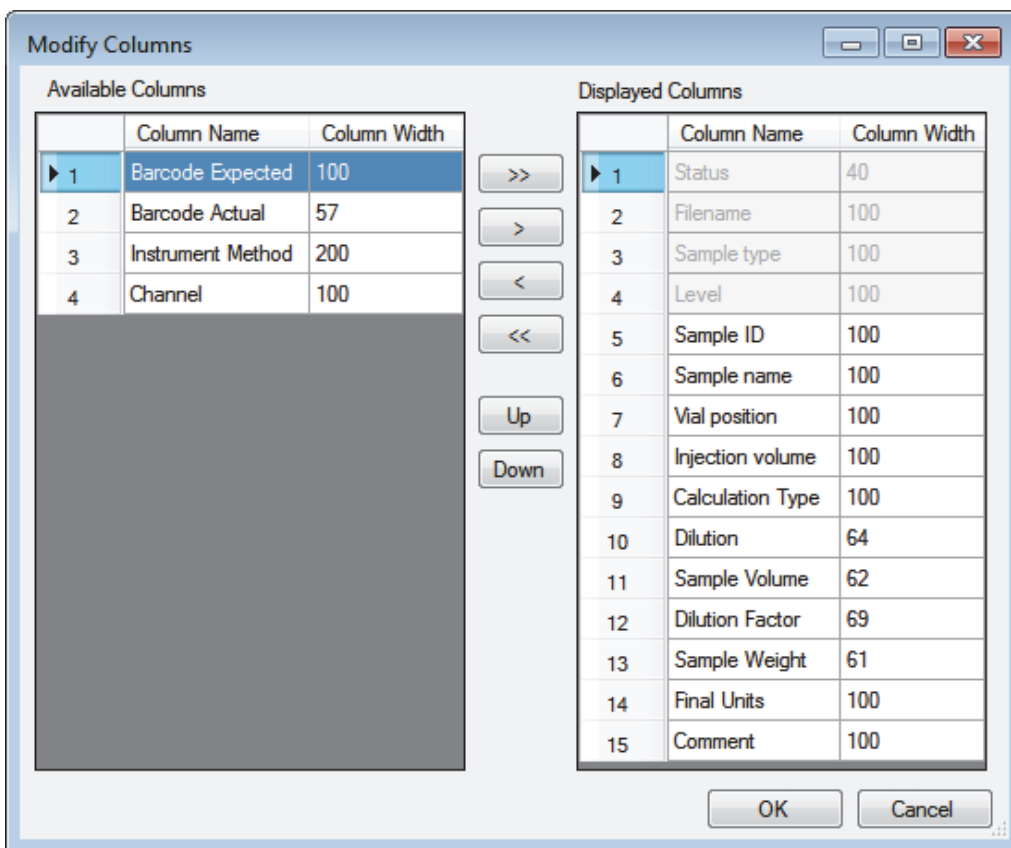 Modify Columns
Available Columns
Column Name Column Width
1 Barcode Expected 100
2 Barcode Actual 57
3 Instrument Method 200
4 Channel 100
>>
>
<
<<
Up
Down
Displayed Columns
Column Name Column Width
1 Status 40
2 Filename 100
3 Sample type 100
4 Level 100
5 Sample ID 100
6 Sample name 100
7 Vial position 100
8 Injection volume 100
9 Calculation Type 100
10 Dilution 64
11 Sample Volume 62
12 Dilution Factor 69
13 Sample Weight 61
14 Final Units 100
15 Comment 100
OK Cancel